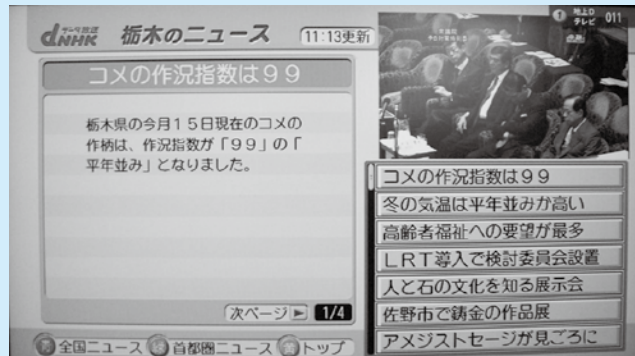 データ放送
dNHK 栃木のニュース 11:13更新
地上D
1 テレビ 011
コメの作況指数は99
栃木県の今月15日現在のコメの
作柄は、作況指数が「99」の「
平年並み」となりました。
次ページ 1/4
コメの作況指数は99
冬の気温は平年並みか高い
高齢者福祉への要望が最多
LRT導入で検討委員会設置
人と石の文化を知る展示会
佐野市で鋳金の作品展
アメジストセージが見ごろに
全国ニュース 首都圏ニュース トップ